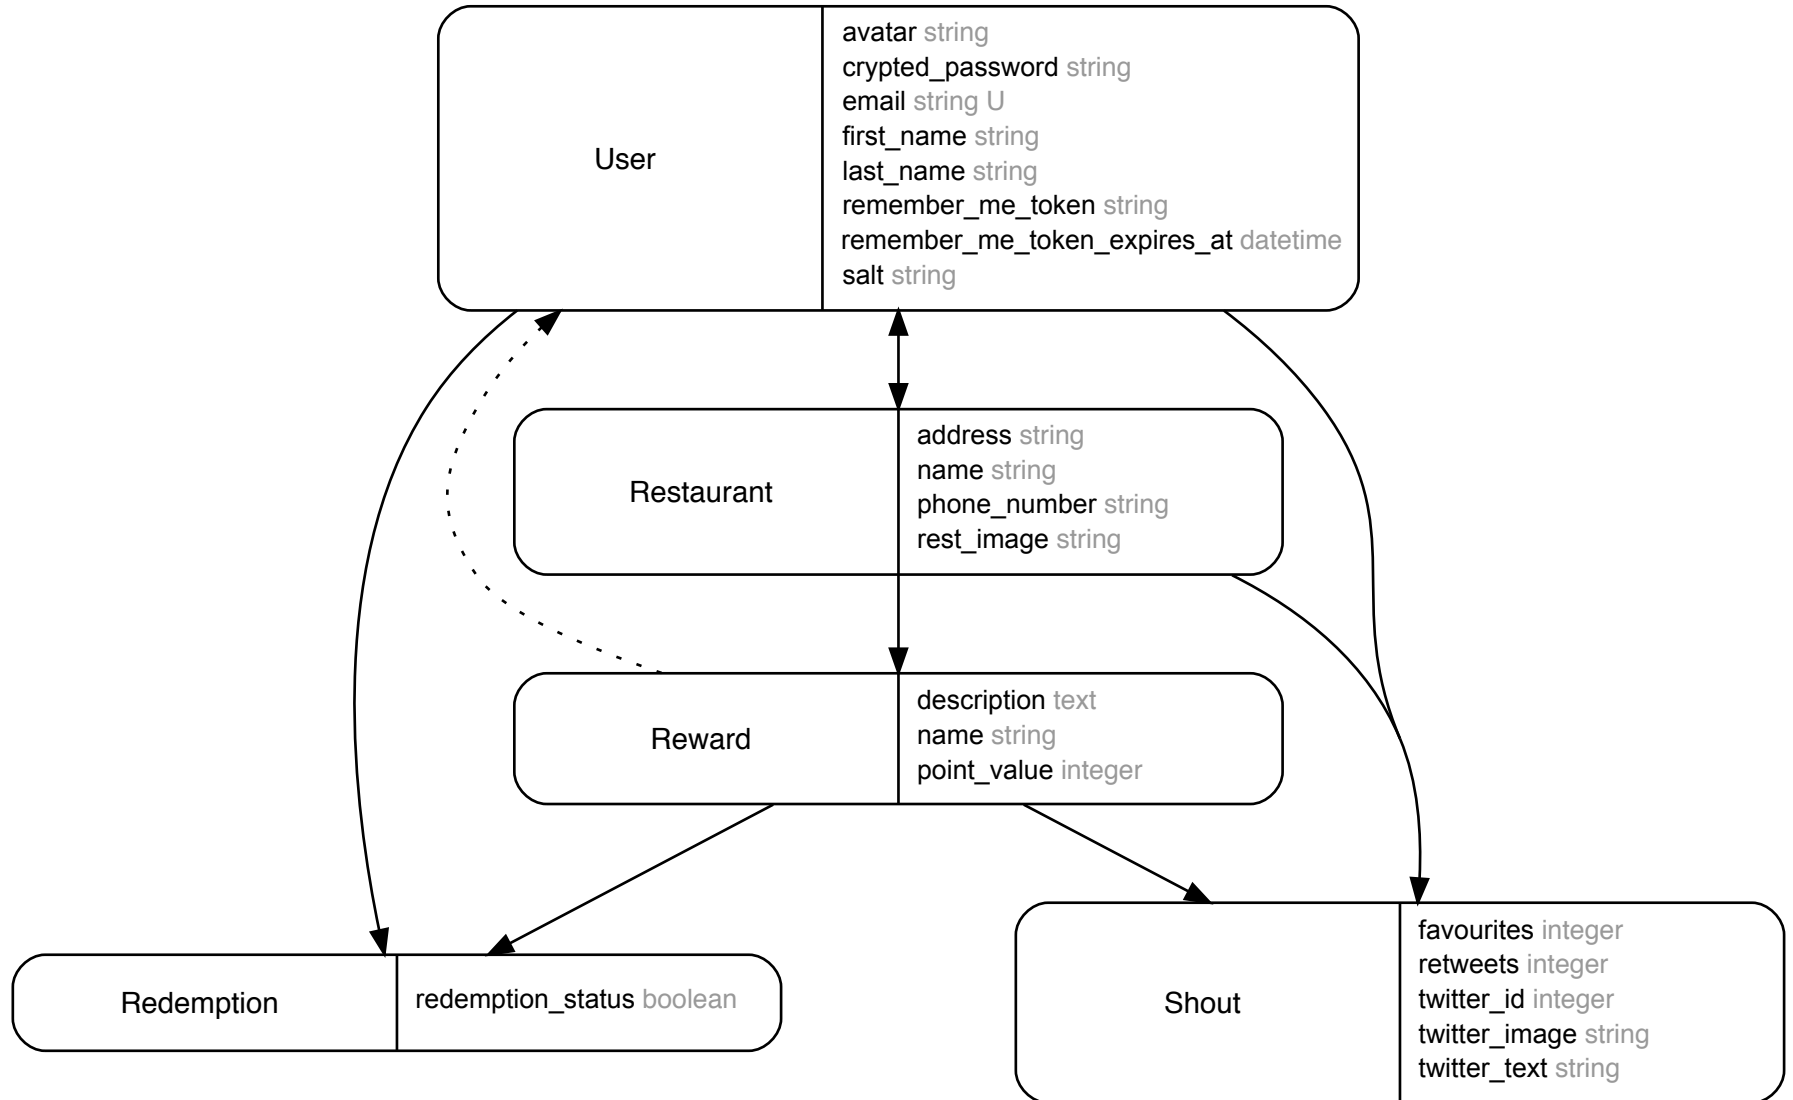 User
avatar string
crypted_password string
email string U
first_name string
last_name string
remember_me_token string
remember_me_token_expires_at datetime
salt string
Restaurant
address string
name string
phone_number string
rest_image string
Reward
description text
name string
point_value integer
Redemption
redemption_status boolean
Shout
favourites integer
retweets integer
twitter_id integer
twitter_image string
twitter_text string